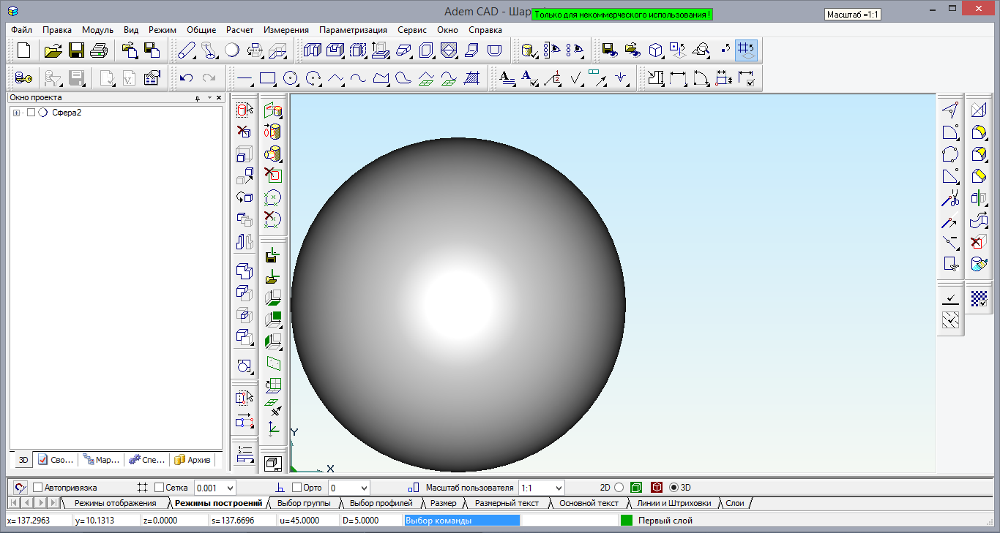 Adem CAD - Шар
Только для некоммерческого использования !
Масштаб =1:1
Файл Правка Модуль Вид Режим Общие Расчет Измерения Параметризация Сервис Окно Справка
Окно проекта
Сфера2
Y
X
3D Сво... Мар... Спе... Архив
Автопривязка Сетка 0.001 Орто 0 Масштаб пользователя 1:1 2D 3D
Режимы отображения Режимы построений Выбор группы Выбор профилей Размер Размерный текст Основной текст Линии и Штриховки Слои
x=137.2963 y=10.1313 z=0.0000 s=137.6696 u=45.0000 D=5.0000 Выбор команды Первый слой